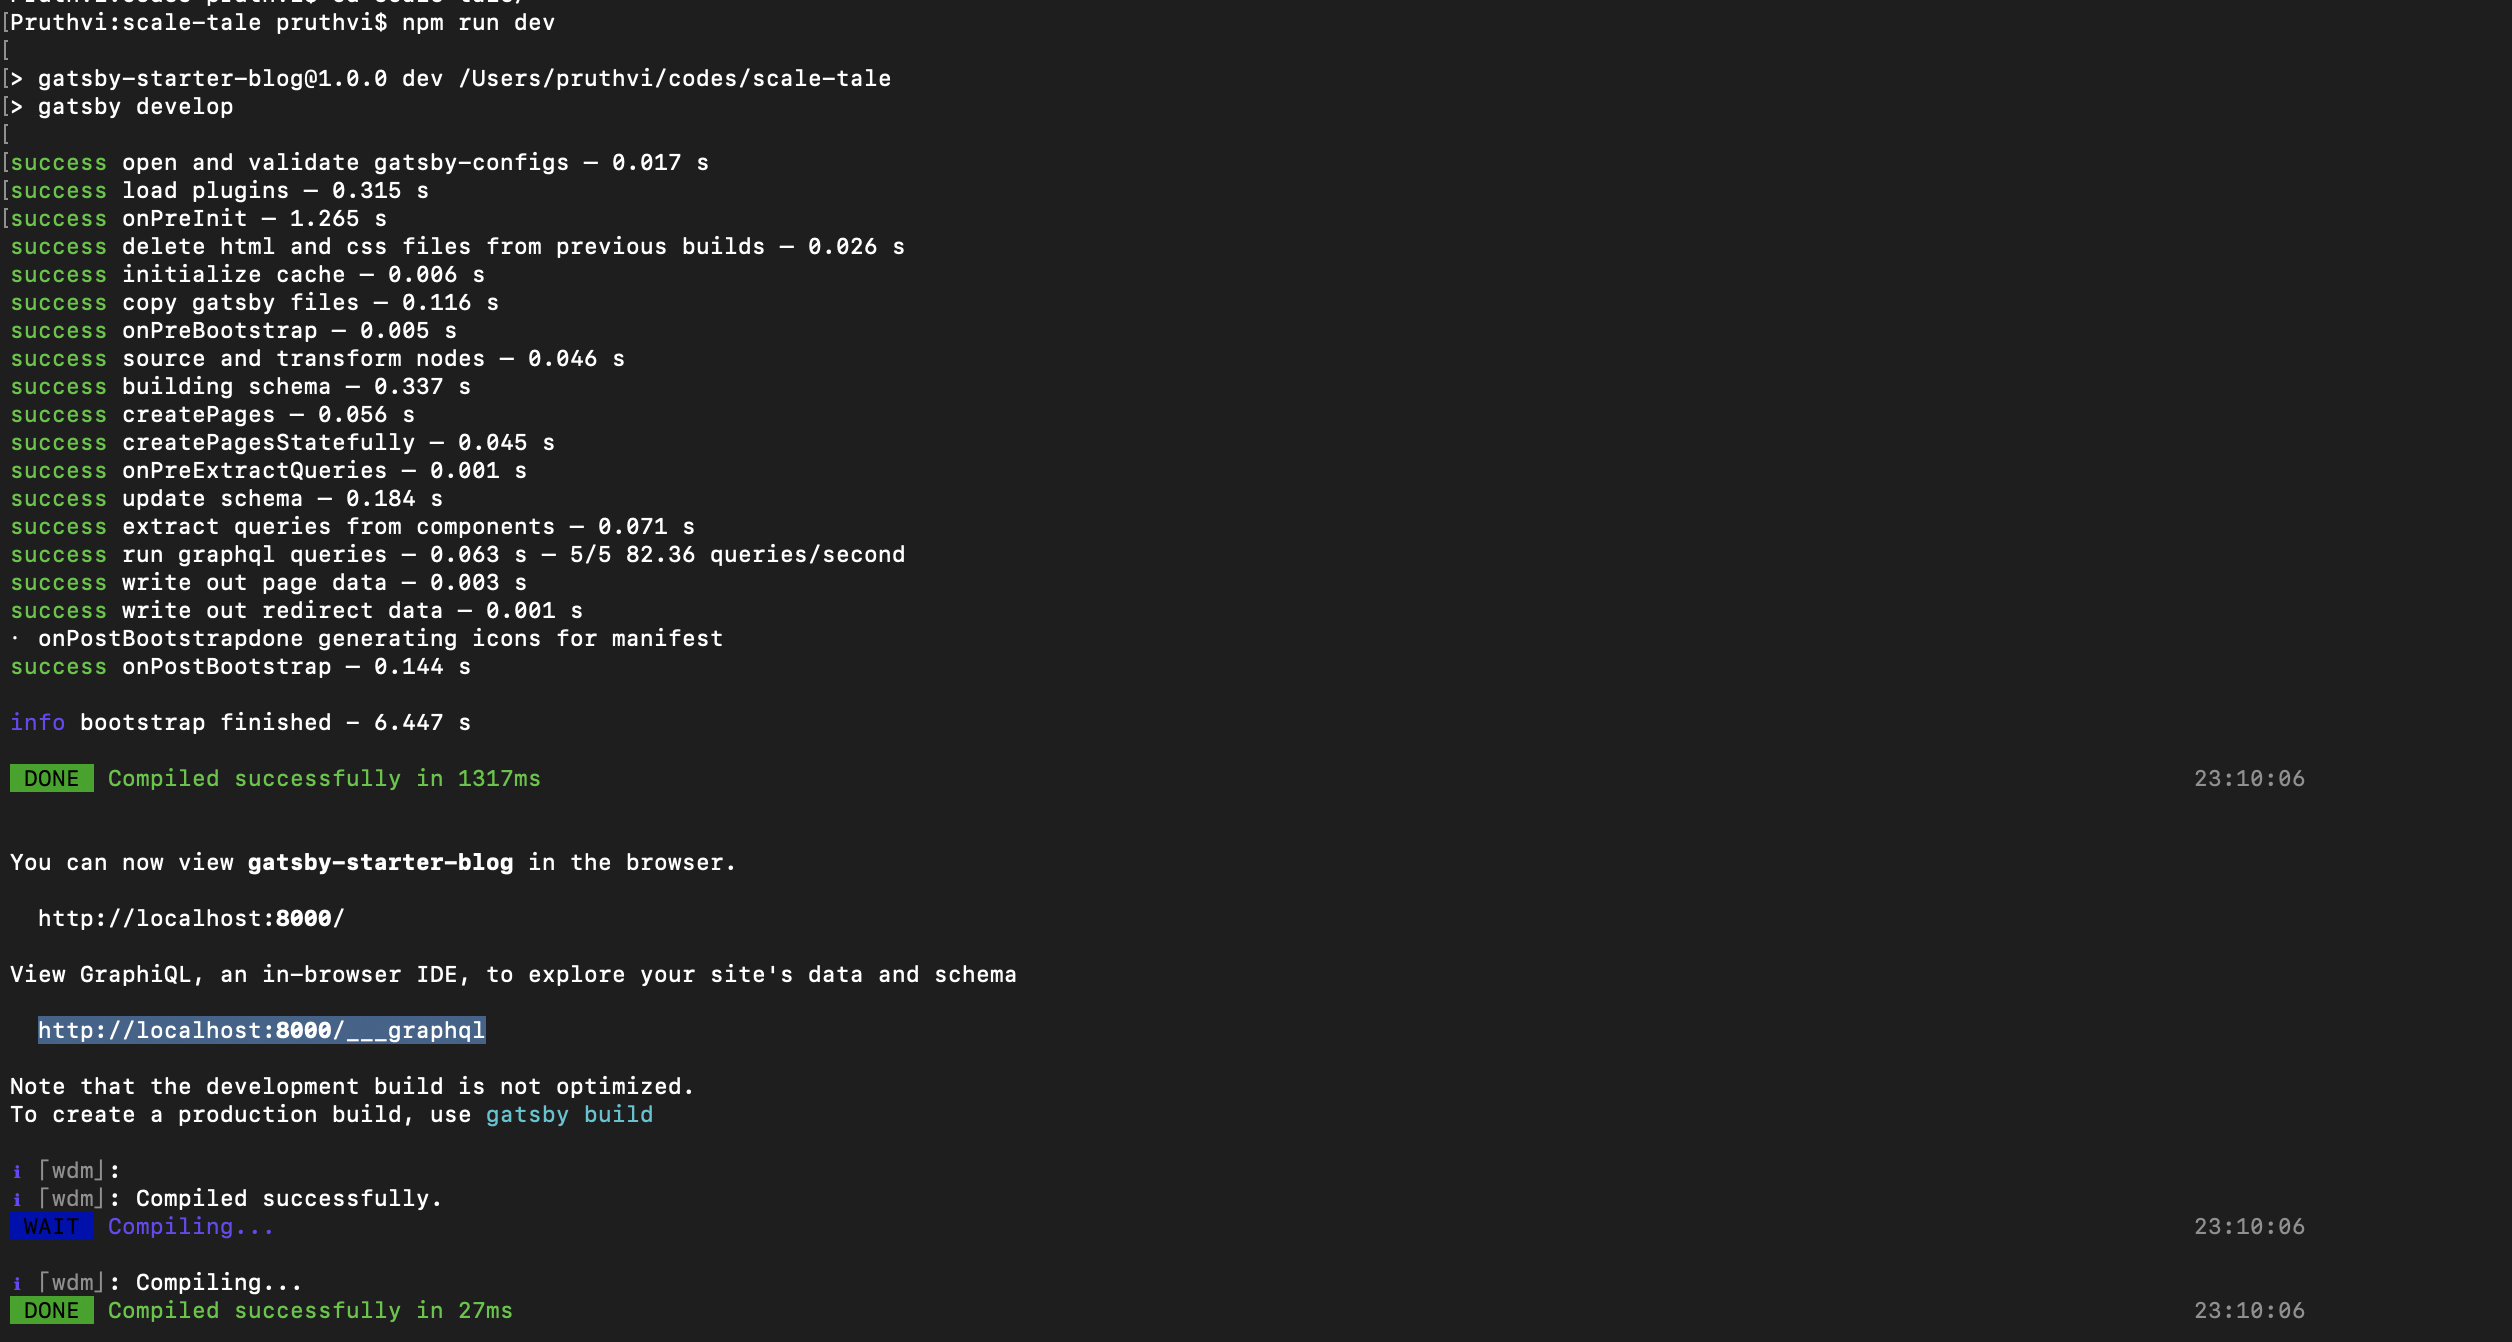 [Pruthvi:scale-tale pruthvi$ npm run dev
[
[> gatsby-starter-blog@1.0.0 dev /Users/pruthvi/codes/scale-tale
[> gatsby develop
[
[success open and validate gatsby-configs — 0.017 s
[success load plugins — 0.315 s
[success onPreInit — 1.265 s
success delete html and css files from previous builds — 0.026 s
success initialize cache — 0.006 s
success copy gatsby files — 0.116 s
success onPreBootstrap — 0.005 s
success source and transform nodes — 0.046 s
success building schema — 0.337 s
success createPages — 0.056 s
success createPagesStatefully — 0.045 s
success onPreExtractQueries — 0.001 s
success update schema — 0.184 s
success extract queries from components — 0.071 s
success run graphql queries — 0.063 s — 5/5 82.36 queries/second
success write out page data — 0.003 s
success write out redirect data — 0.001 s
· onPostBootstrapdone generating icons for manifest
success onPostBootstrap — 0.144 s
info bootstrap finished - 6.447 s
DONE Compiled successfully in 1317ms 23:10:06
You can now view gatsby-starter-blog in the browser.
http://localhost:8000/
View GraphiQL, an in-browser IDE, to explore your site's data and schema
http://localhost:8000/___graphql
Note that the development build is not optimized.
To create a production build, use gatsby build
ℹ ｢wdm｣:
ℹ ｢wdm｣: Compiled successfully.
WAIT Compiling... 23:10:06
ℹ ｢wdm｣: Compiling...
DONE Compiled successfully in 27ms 23:10:06